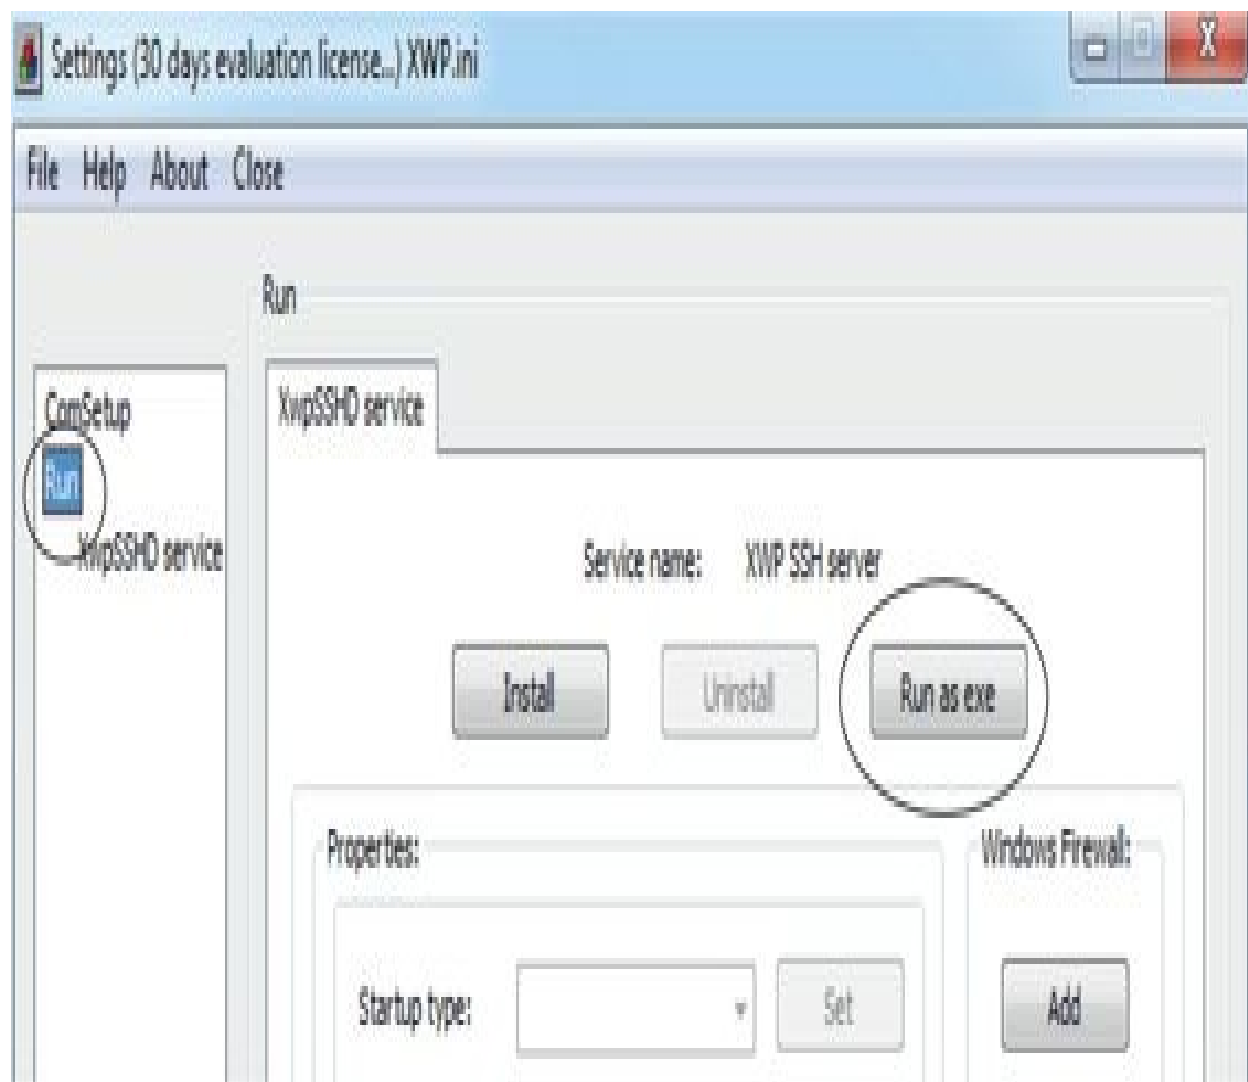 Settings (30 days evaluation license...) XWP.ini
X
File Help About Close
Run
ComSetup
Run
XwpSSHD service
XwpSSHD service
Service name: XWP SSH server
Install Uninstall Run as exe
Properties:
Windows Firewall:
Startup type: Set Add